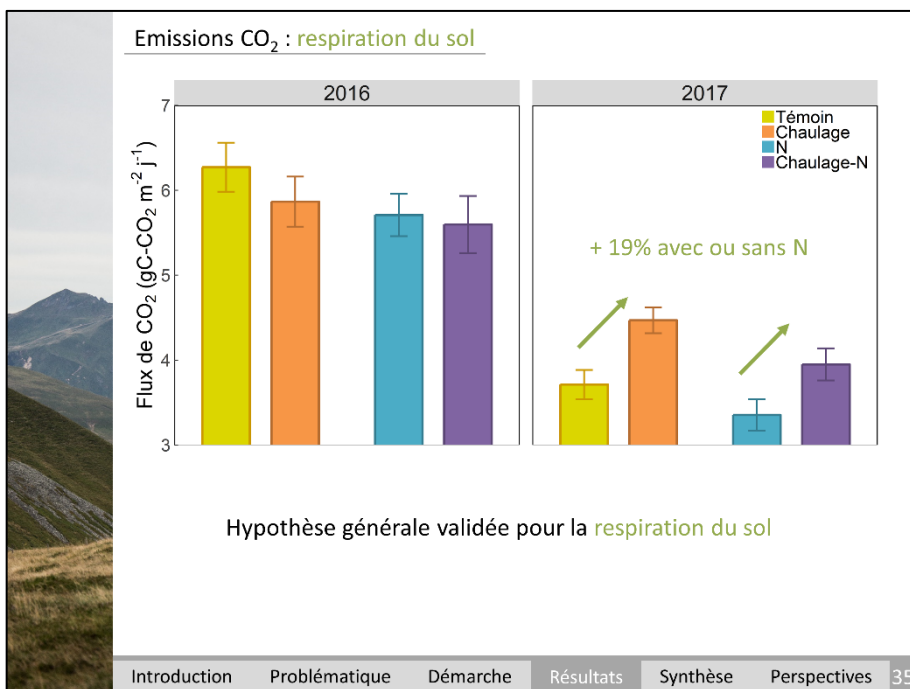 Emissions CO₂ : respiration du sol
2016
2017
Flux de CO₂ (gC-CO₂ m⁻² j⁻¹)
7
6
5
4
3
Témoin
Chaulage
N
Chaulage-N
+ 19% avec ou sans N
Hypothèse générale validée pour la respiration du sol
Introduction Problématique Démarche Résultats Synthèse Perspectives 35